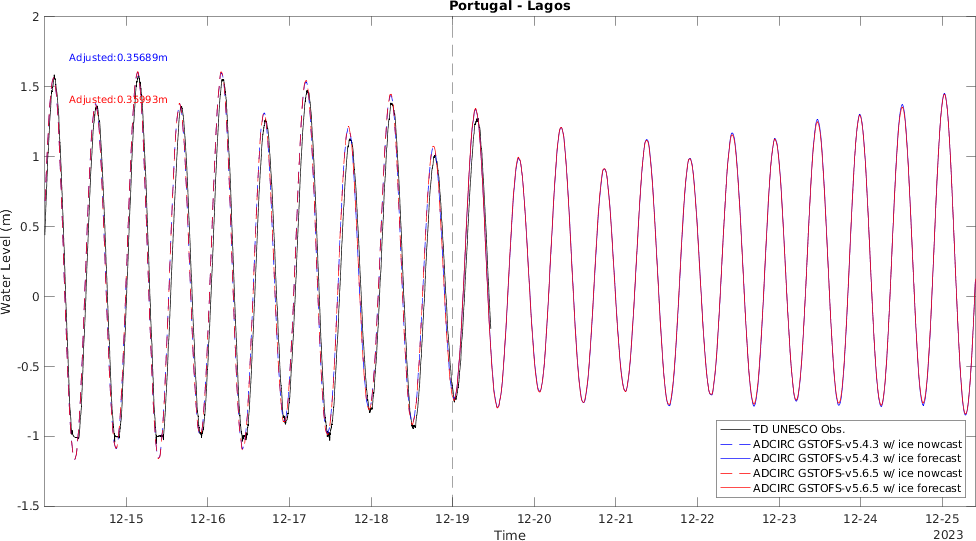 Portugal - Lagos
2
Adjusted:0.35689m
1.5
Adjusted:0.35993m
1
0.5
Water Level (m)
0
-0.5
-1
TD UNESCO Obs.
ADCIRC GSTOFS-v5.4.3 w/ ice nowcast
ADCIRC GSTOFS-v5.4.3 w/ ice forecast
ADCIRC GSTOFS-v5.6.5 w/ ice nowcast
ADCIRC GSTOFS-v5.6.5 w/ ice forecast
-1.5
12-15 12-16 12-17 12-18 12-19 12-20 12-21 12-22 12-23 12-24 12-25
Time
2023